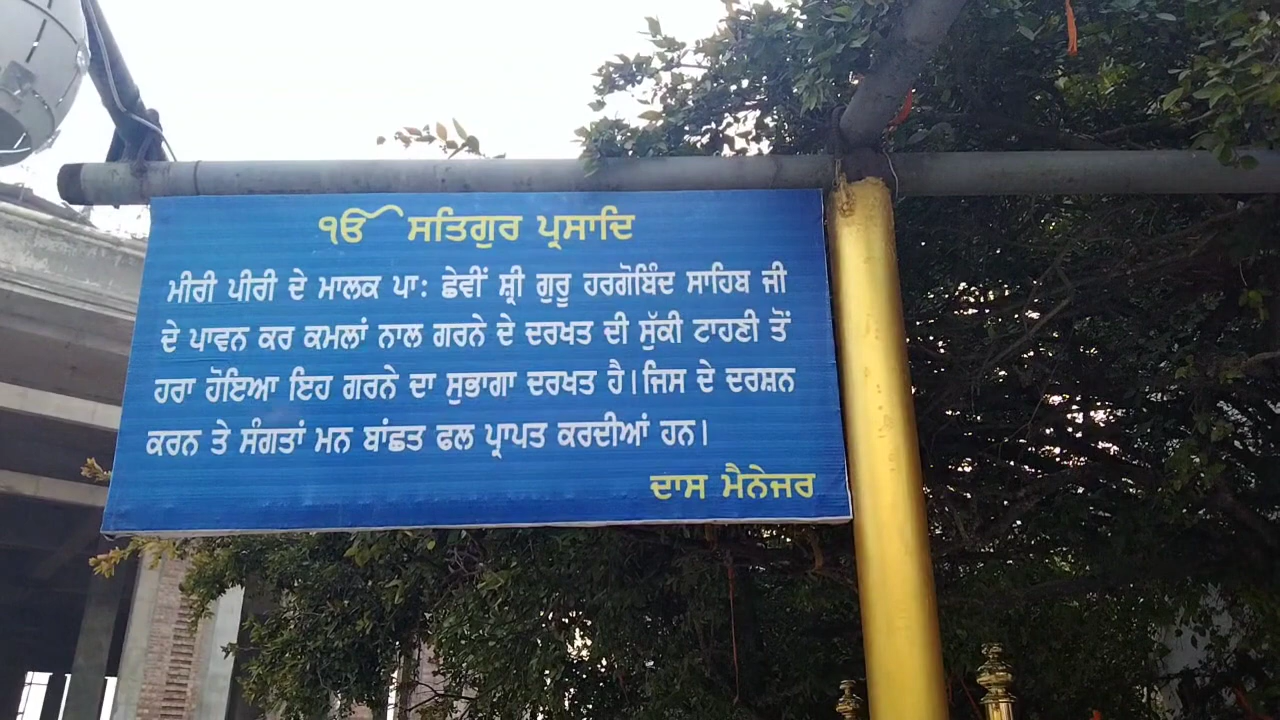 ੴ ਸਤਿਗੁਰ ਪ੍ਰਸਾਦਿ
ਮੀਰੀ ਪੀਰੀ ਦੇ ਮਾਲਕ ਪਾ: ਛੇਵੀਂ ਸ਼੍ਰੀ ਗੁਰੂ ਹਰਗੋਬਿੰਦ ਸਾਹਿਬ ਜੀ
ਦੇ ਪਾਵਨ ਕਰ ਕਮਲਾਂ ਨਾਲ ਗਰਨੇ ਦੇ ਦਰਖਤ ਦੀ ਸੁੱਕੀ ਟਾਹਣੀ ਤੋਂ
ਹਰਾ ਹੋਇਆ ਇਹ ਗਰਨੇ ਦਾ ਸੁਭਾਗਾ ਦਰਖਤ ਹੈ।ਜਿਸ ਦੇ ਦਰਸ਼ਨ
ਕਰਨ ਤੇ ਸੰਗਤਾਂ ਮਨ ਬਾਂਛਤ ਫਲ ਪ੍ਰਾਪਤ ਕਰਦੀਆਂ ਹਨ।
ਦਾਸ ਮੈਨੇਜਰ